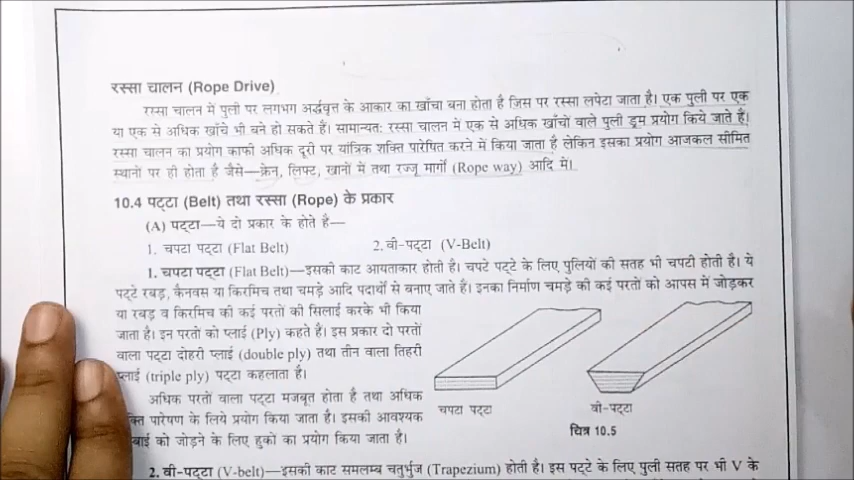 रस्सा चालन (Rope Drive)
रस्सा चालन में पुली पर लगभग अर्द्धवृत्त के आकार का खाँचा बना होता है जिस पर रस्सा लपेटा जाता है। एक पुली पर एक
या एक से अधिक खाँचे भी बने हो सकते हैं। सामान्यतः रस्सा चालन में एक से अधिक खाँचों वाले पुली ड्रम प्रयोग किये जाते हैं।
रस्सा चालन का प्रयोग काफी अधिक दूरी पर यांत्रिक शक्ति पारेषित करने में किया जाता है लेकिन इसका प्रयोग आजकल सीमित
स्थानों पर ही होता है जैसे—क्रेन, लिफ्ट, खानों में तथा रज्जू मार्गों (Rope way) आदि में।
10.4 पट्टा (Belt) तथा रस्सा (Rope) के प्रकार
(A) पट्टा—ये दो प्रकार के होते है—
1. चपटा पट्टा (Flat Belt) 2. वी-पट्टा (V-Belt)
1. चपटा पट्टा (Flat Belt)—इसकी काट आयताकार होती है। चपटे पट्टे के लिए पुलियों की सतह भी चपटी होती है। ये
पट्टे रबड़, कैनवस या किरमिच तथा चमड़े आदि पदार्थों से बनाए जाते हैं। इनका निर्माण चमड़े की कई परतों को आपस में जोड़कर
या रबड़ व किरमिच की कई परतों की सिलाई करके भी किया
जाता है। इन परतों को प्लाई (Ply) कहते हैं। इस प्रकार दो परतों
वाला पट्टा दोहरी प्लाई (double ply) तथा तीन वाला तिहरी
प्लाई (triple ply) पट्टा कहलाता है।
अधिक परतों वाला पट्टा मजबूत होता है तथा अधिक
क्ति पारेषण के लिये प्रयोग किया जाता है। इसकी आवश्यक
बाई को जोड़ने के लिए हुकों का प्रयोग किया जाता है।
चपटा पट्टा
वी-पट्टा
चित्र 10.5
2. वी-पट्टा (V-belt)—इसकी काट समलम्ब चतुर्भुज (Trapezium) होती है। इस पट्टे के लिए पुली सतह पर भी V के